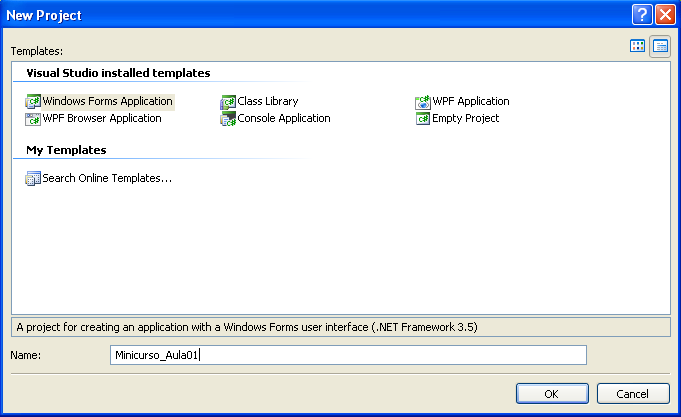 New Project
Templates:
Visual Studio installed templates
Windows Forms Application Class Library WPF Application
WPF Browser Application Console Application Empty Project
My Templates
Search Online Templates...
A project for creating an application with a Windows Forms user interface (.NET Framework 3.5)
Name: Minicurso_Aula01
OK Cancel